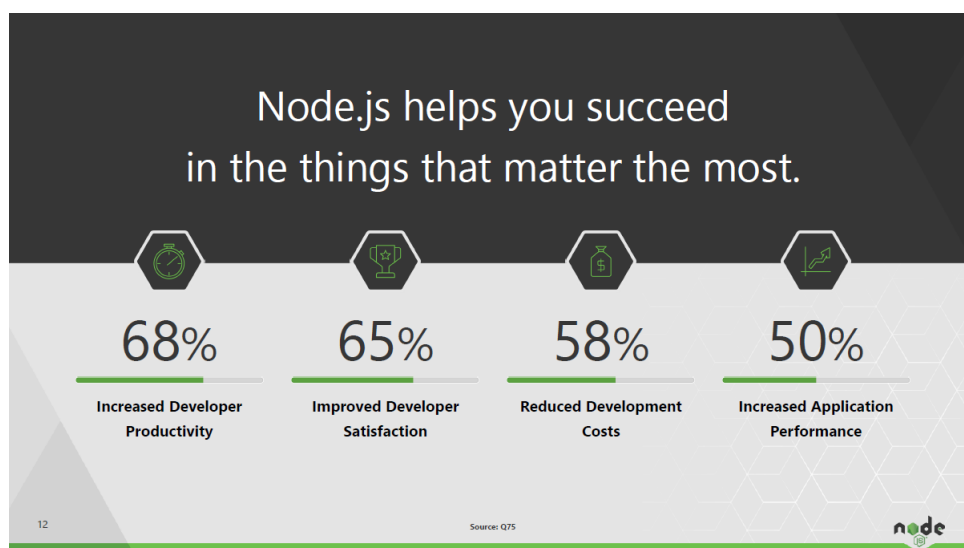 Node.js helps you succeed
in the things that matter the most.
$
68%
65%
58%
50%
Increased Developer
Productivity
Improved Developer
Satisfaction
Reduced Development
Costs
Increased Application
Performance
12
Source: Q75
node
JS